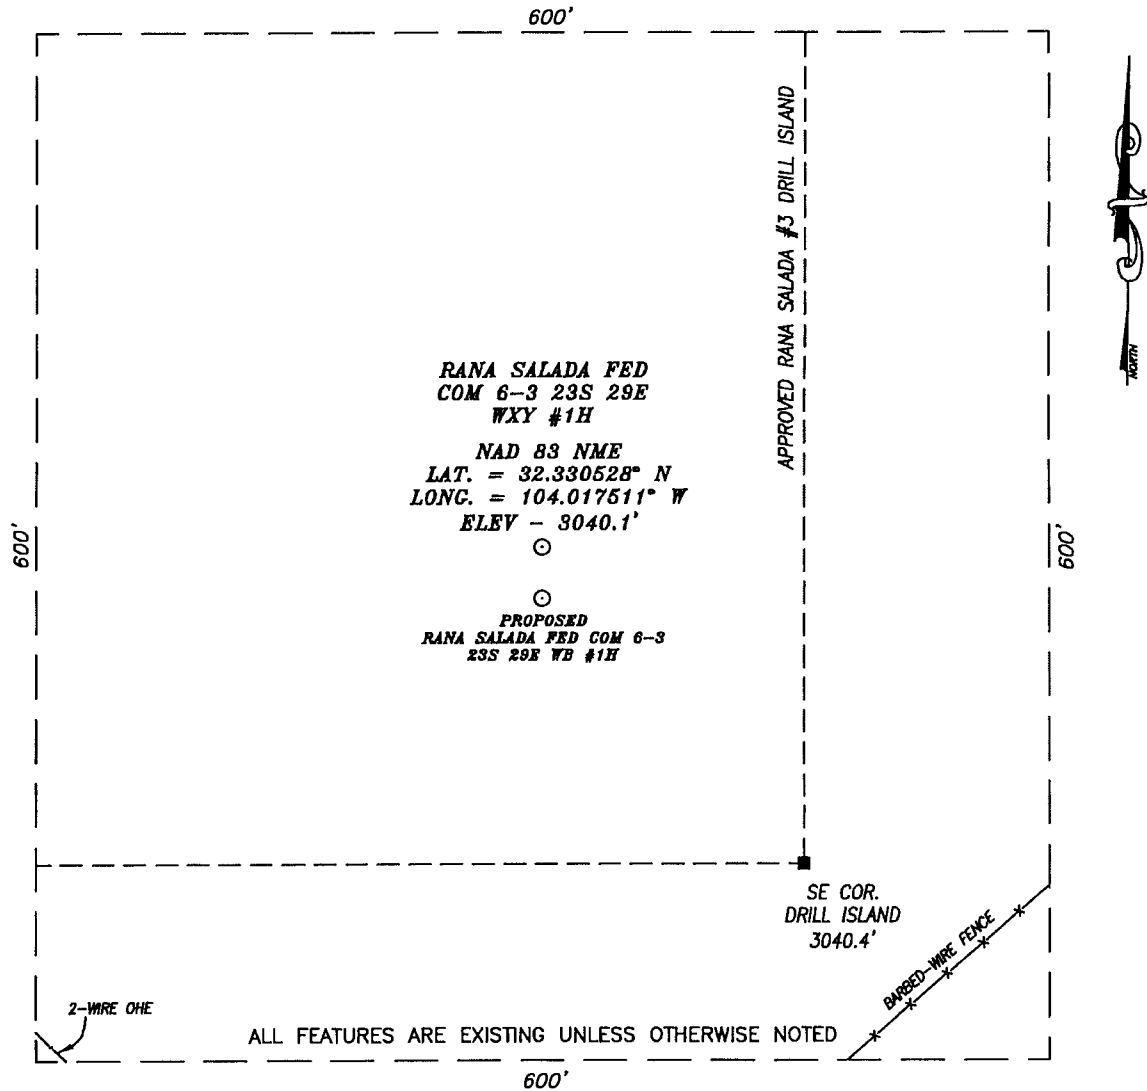 600'
APPROVED RANA SALADA #3 DRILL ISLAND
NORTH
RANA SALADA FED
COM 6-3 23S 29E
WXY #1H
NAD 83 NME
LAT. = 32.330528° N
LONG. = 104.017511° W
ELEV - 3040.1'
600'
600'
PROPOSED
RANA SALADA FED COM 6-3
23S 29E WB #1H
SE COR.
DRILL ISLAND
3040.4'
BARBED-WIRE FENCE
2-WIRE OHE
ALL FEATURES ARE EXISTING UNLESS OTHERWISE NOTED
600'